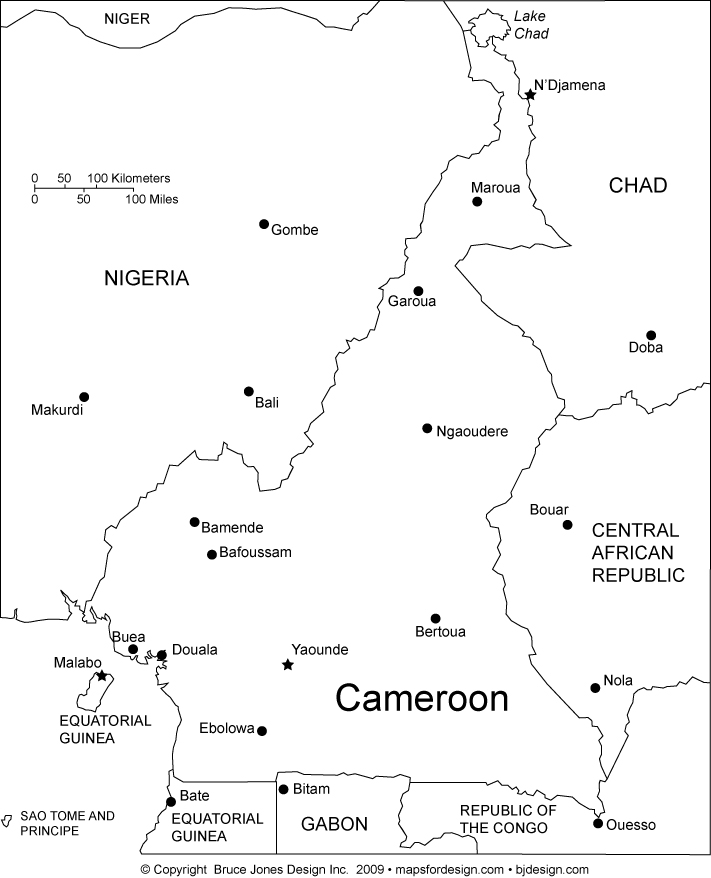 NIGER
Lake
Chad
N'Djamena
0 50 100 Kilometers
0 50 100 Miles
Maroua
CHAD
Gombe
NIGERIA
Garoua
Doba
Makurdi
Bali
Ngaoudere
Bouar
Bamende
CENTRAL
AFRICAN
REPUBLIC
Bafoussam
Bertoua
Buea
Douala
Yaounde
Malabo
Nola
Cameroon
EQUATORIAL
GUINEA
Ebolowa
Bate
Bitam
SAO TOME AND
PRINCIPE
EQUATORIAL
GUINEA
GABON
REPUBLIC OF
THE CONGO
Ouesso
© Copyright Bruce Jones Design Inc. 2009 • mapsfordesign.com • bjdesign.com